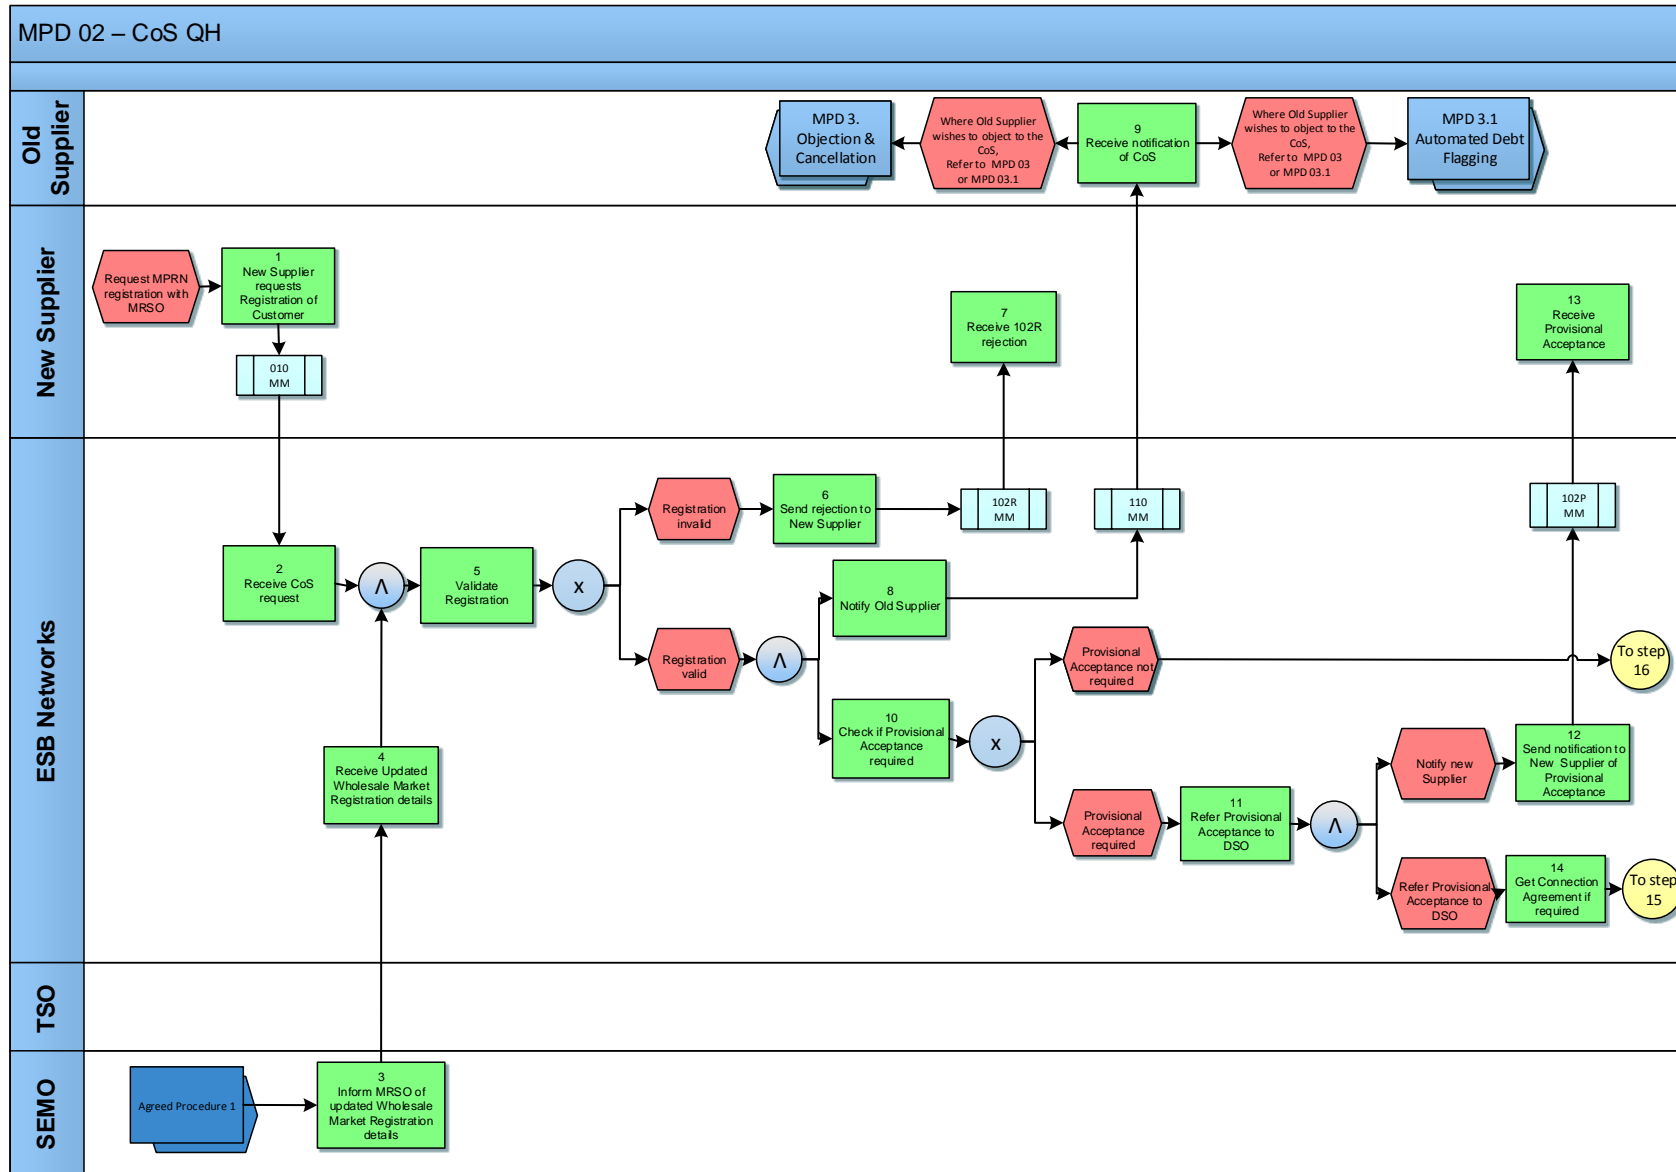 MPD 02 – CoS QH
Old
Supplier
MPD 3.
Objection &
Cancellation
Where Old Supplier
wishes to object to the
CoS,
Refer to MPD 03
or MPD 03.1
9
Receive notification
of CoS
Where Old Supplier
wishes to object to the
CoS,
Refer to MPD 03
or MPD 03.1
MPD 3.1
Automated Debt
Flagging
New Supplier
Request MPRN
registration with
MRSO
1
New Supplier
requests
Registration of
Customer
010
MM
7
Receive 102R
rejection
13
Receive
Provisional
Acceptance
ESB Networks
2
Receive CoS
request
Λ
5
Validate
Registration
x
Registration
invalid
6
Send rejection to
New Supplier
102R
MM
110
MM
102P
MM
Registration
valid
Λ
8
Notify Old Supplier
10
Check if Provisional
Acceptance
required
x
Provisional
Acceptance not
required
To step
16
Provisional
Acceptance
required
11
Refer Provisional
Acceptance to
DSO
Λ
Notify new
Supplier
12
Send notification to
New Supplier of
Provisional
Acceptance
Refer Provisional
Acceptance to
DSO
14
Get Connection
Agreement if
required
To step
15
4
Receive Updated
Wholesale Market
Registration details
TSO
SEMO
Agreed Procedure 1
3
Inform MRSO of
updated Wholesale
Market Registration
details